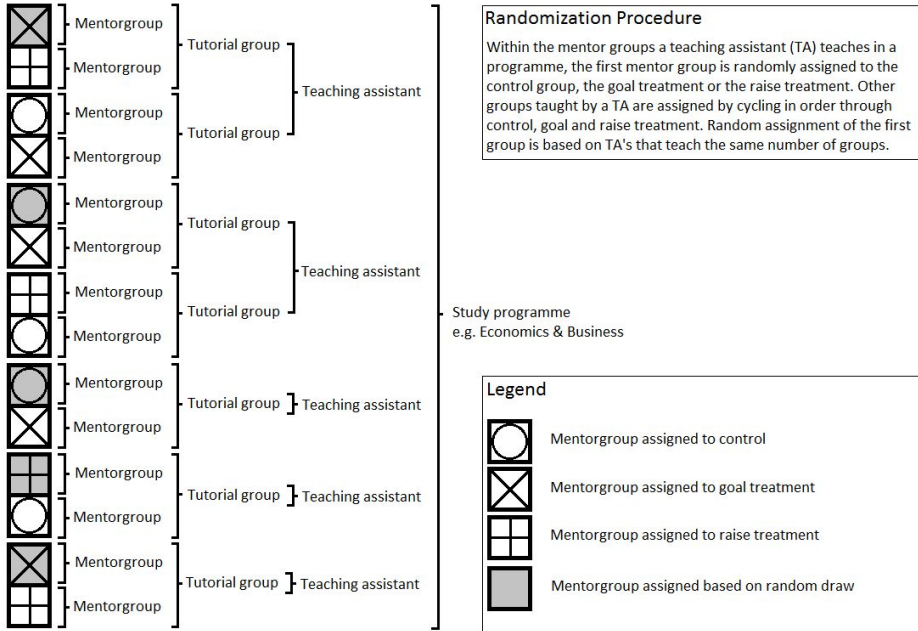 Mentorgroup
Mentorgroup
Tutorial group
Mentorgroup
Mentorgroup
Tutorial group
Teaching assistant
Mentorgroup
Mentorgroup
Tutorial group
Mentorgroup
Mentorgroup
Tutorial group
Teaching assistant
Mentorgroup
Mentorgroup
Tutorial group
Teaching assistant
Mentorgroup
Mentorgroup
Tutorial group
Teaching assistant
Mentorgroup
Mentorgroup
Tutorial group
Teaching assistant
Study programme
e.g. Economics & Business
Randomization Procedure
Within the mentor groups a teaching assistant (TA) teaches in a
programme, the first mentor group is randomly assigned to the
control group, the goal treatment or the raise treatment. Other
groups taught by a TA are assigned by cycling in order through
control, goal and raise treatment. Random assignment of the first
group is based on TA's that teach the same number of groups.
Legend
Mentorgroup assigned to control
Mentorgroup assigned to goal treatment
Mentorgroup assigned to raise treatment
Mentorgroup assigned based on random draw